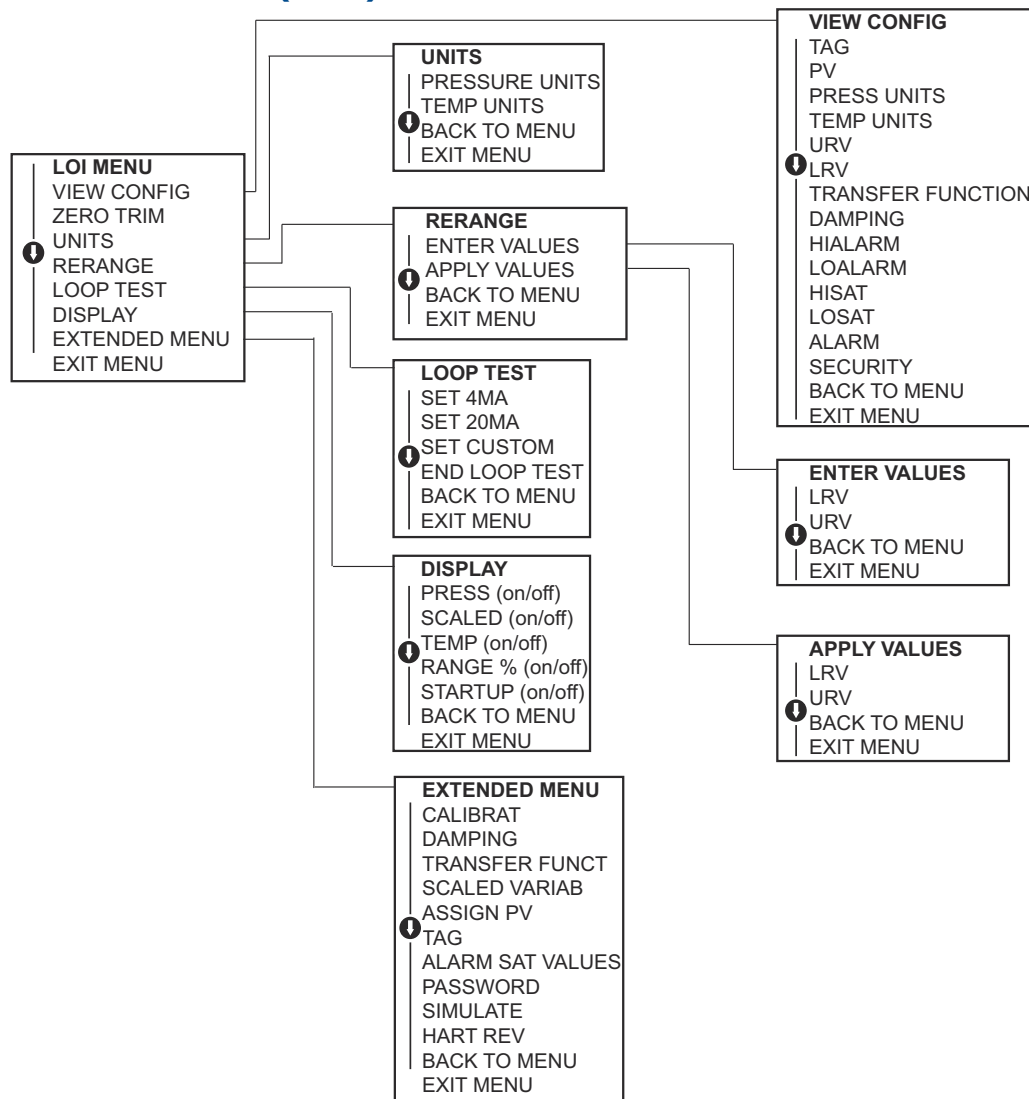 LOI MENU
VIEW CONFIG
ZERO TRIM
UNITS
RERANGE
LOOP TEST
DISPLAY
EXTENDED MENU
EXIT MENU
UNITS
PRESSURE UNITS
TEMP UNITS
BACK TO MENU
EXIT MENU
RERANGE
ENTER VALUES
APPLY VALUES
BACK TO MENU
EXIT MENU
LOOP TEST
SET 4MA
SET 20MA
SET CUSTOM
END LOOP TEST
BACK TO MENU
EXIT MENU
DISPLAY
PRESS (on/off)
SCALED (on/off)
TEMP (on/off)
RANGE % (on/off)
STARTUP (on/off)
BACK TO MENU
EXIT MENU
EXTENDED MENU
CALIBRAT
DAMPING
TRANSFER FUNCT
SCALED VARIAB
ASSIGN PV
TAG
ALARM SAT VALUES
PASSWORD
SIMULATE
HART REV
BACK TO MENU
EXIT MENU
VIEW CONFIG
TAG
PV
PRESS UNITS
TEMP UNITS
URV
LRV
TRANSFER FUNCTION
DAMPING
HIALARM
LOALARM
HISAT
LOSAT
ALARM
SECURITY
BACK TO MENU
EXIT MENU
ENTER VALUES
LRV
URV
BACK TO MENU
EXIT MENU
APPLY VALUES
LRV
URV
BACK TO MENU
EXIT MENU